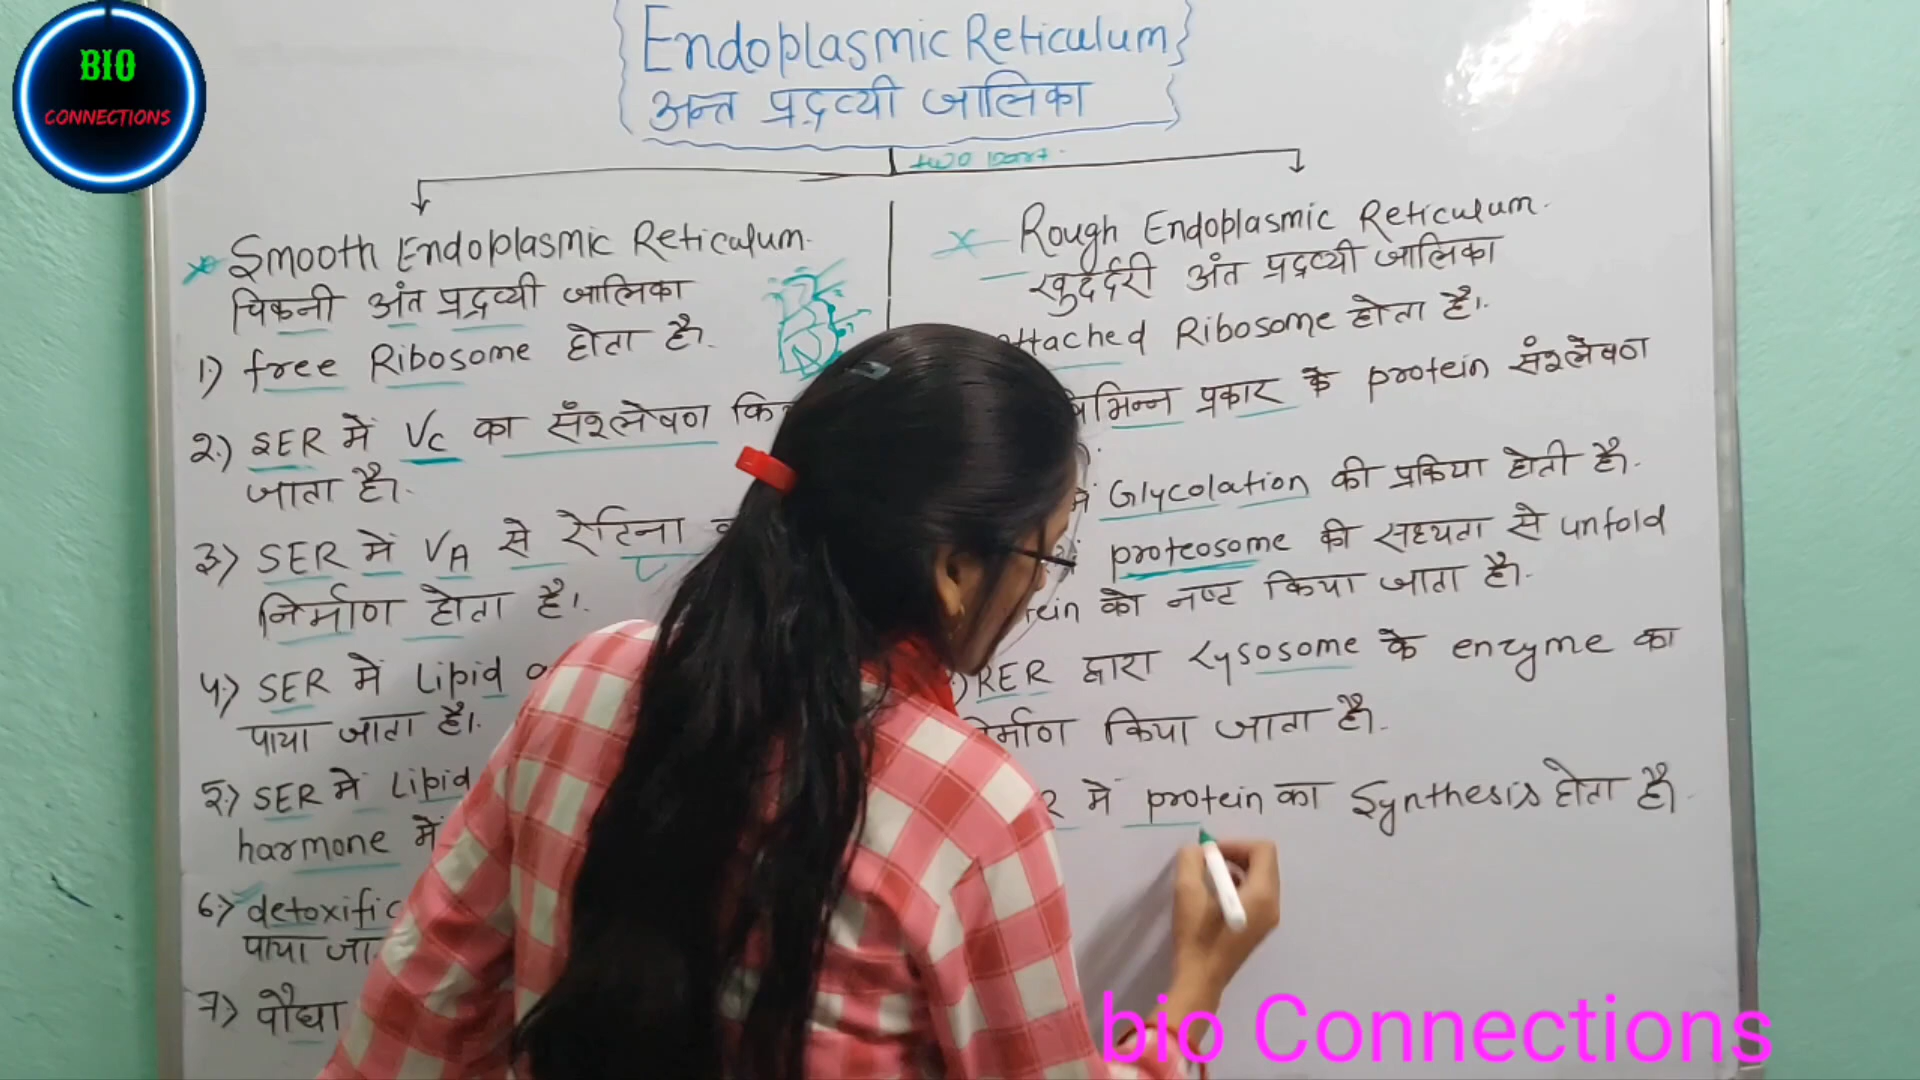 BIO
CONNECTIONS
Endoplasmic Reticulum
अन्त प्रद्रव्यी जालिका
two part
Smooth Endoplasmic Reticulum
चिकनी अंत प्रद्रव्यी जालिका
1) free Ribosome होता है.
2) SER में Vc का संश्लेषण
जाता है।
3) SER में VA से रेटिना
निर्माण होता है।
4) SER में Lipid
पाया जाता है।
5) SER में Lipid
harmone में
6) detoxific
पाया जा
7) पौधा
Rough Endoplasmic Reticulum.
खुर्दर्दरी अंत प्रद्रव्यी जालिका
ttached Ribosome होता है।
भिन्न प्रकार के protein संश्लेषण
में Glycolation की प्रक्रिया होती है.
proteosome की सहयता से unfold
rein को नष्ट किया जाता है.
RER द्वारा Lysosome के enzyme का
र्माण किया जाता है.
R में protein का Synthesis होता है
bio Connections